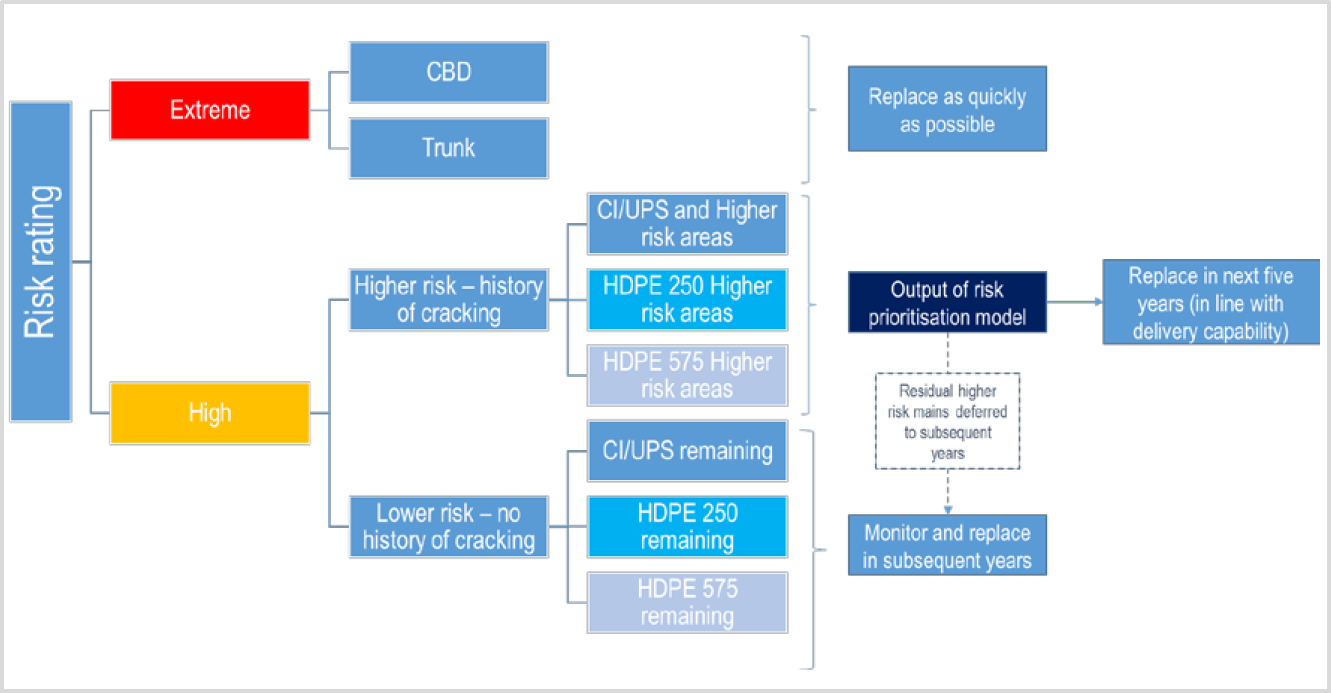 Risk rating
Extreme
CBD
Trunk
Replace as quickly
as possible
High
Higher risk – history
of cracking
CI/UPS and Higher
risk areas
HDPE 250 Higher
risk areas
HDPE 575 Higher
risk areas
Output of risk
prioritisation model
Replace in next five
years (in line with
delivery capability)
Residual higher
risk mains deferred
to subsequent
years
Lower risk – no
history of cracking
CI/UPS remaining
HDPE 250
remaining
HDPE 575
remaining
Monitor and replace
in subsequent years